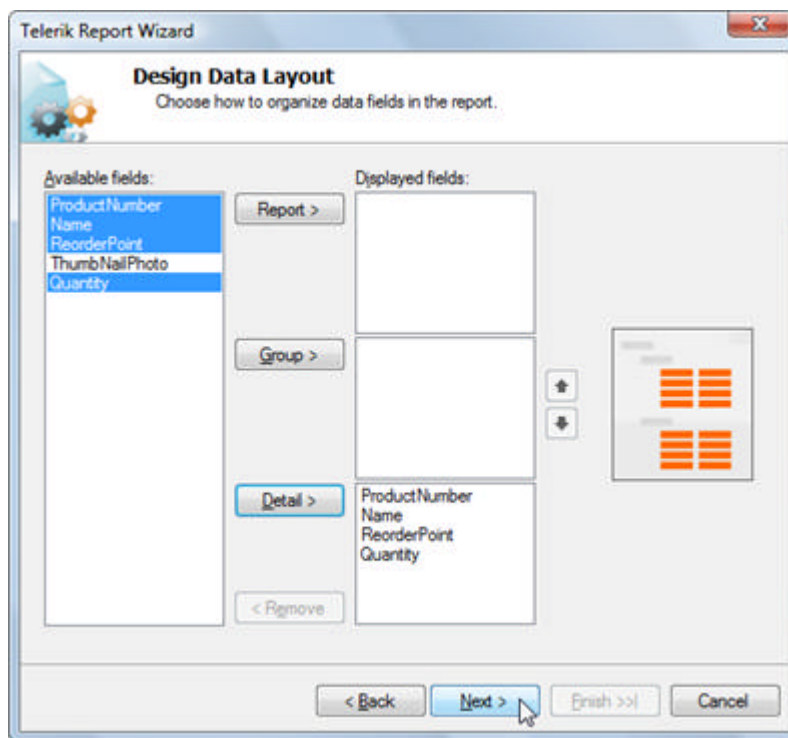 Telerik Report Wizard
Design Data Layout
Choose how to organize data fields in the report.
Available fields:
ProductNumber
Name
ReorderPoint
ThumbNailPhoto
Quantity
Report >
Group >
Detail >
< Remove
Displayed fields:
ProductNumber
Name
ReorderPoint
Quantity
< Back
Next >
Finish >>|
Cancel